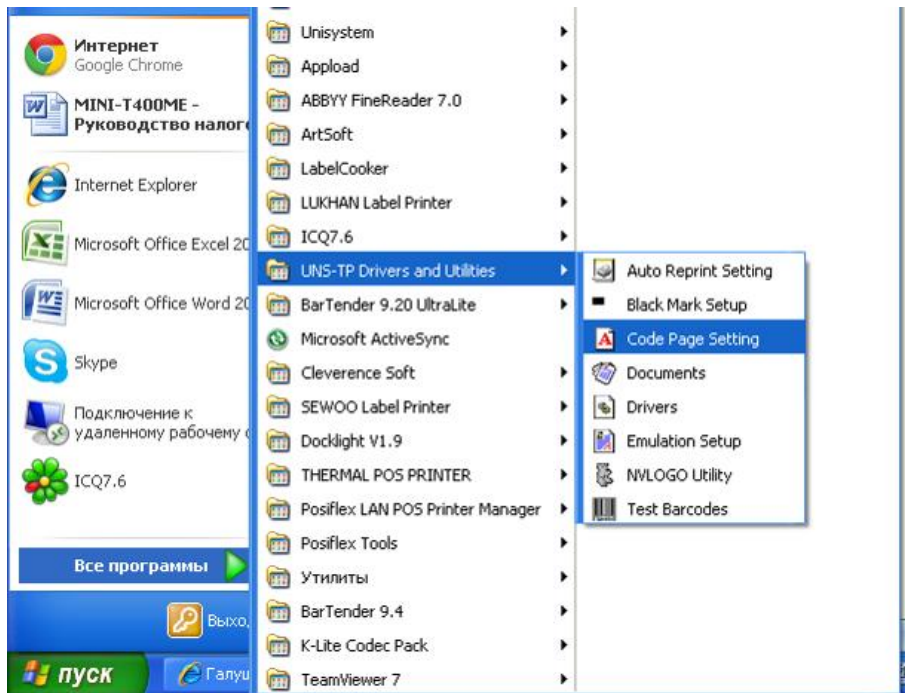 Интернет
Google Chrome
MINI-T400ME -
Руководство налого
Internet Explorer
Microsoft Office Excel 20
Microsoft Office Word 20
Skype
Подключение к
удаленному рабочему с
ICQ7.6
Все программы
Выхо
пуск
Галуш
Unisystem
Appload
ABBYY FineReader 7.0
ArtSoft
LabelCooker
LUKHAN Label Printer
ICQ7.6
UNS-TP Drivers and Utilities
BarTender 9.20 UltraLite
Microsoft ActiveSync
Cleverence Soft
SEWOO Label Printer
Docklight V1.9
THERMAL POS PRINTER
Posiflex LAN POS Printer Manager
Posiflex Tools
Утилиты
BarTender 9.4
K-Lite Codec Pack
TeamViewer 7
Auto Reprint Setting
Black Mark Setup
Code Page Setting
Documents
Drivers
Emulation Setup
NVLOGO Utility
Test Barcodes